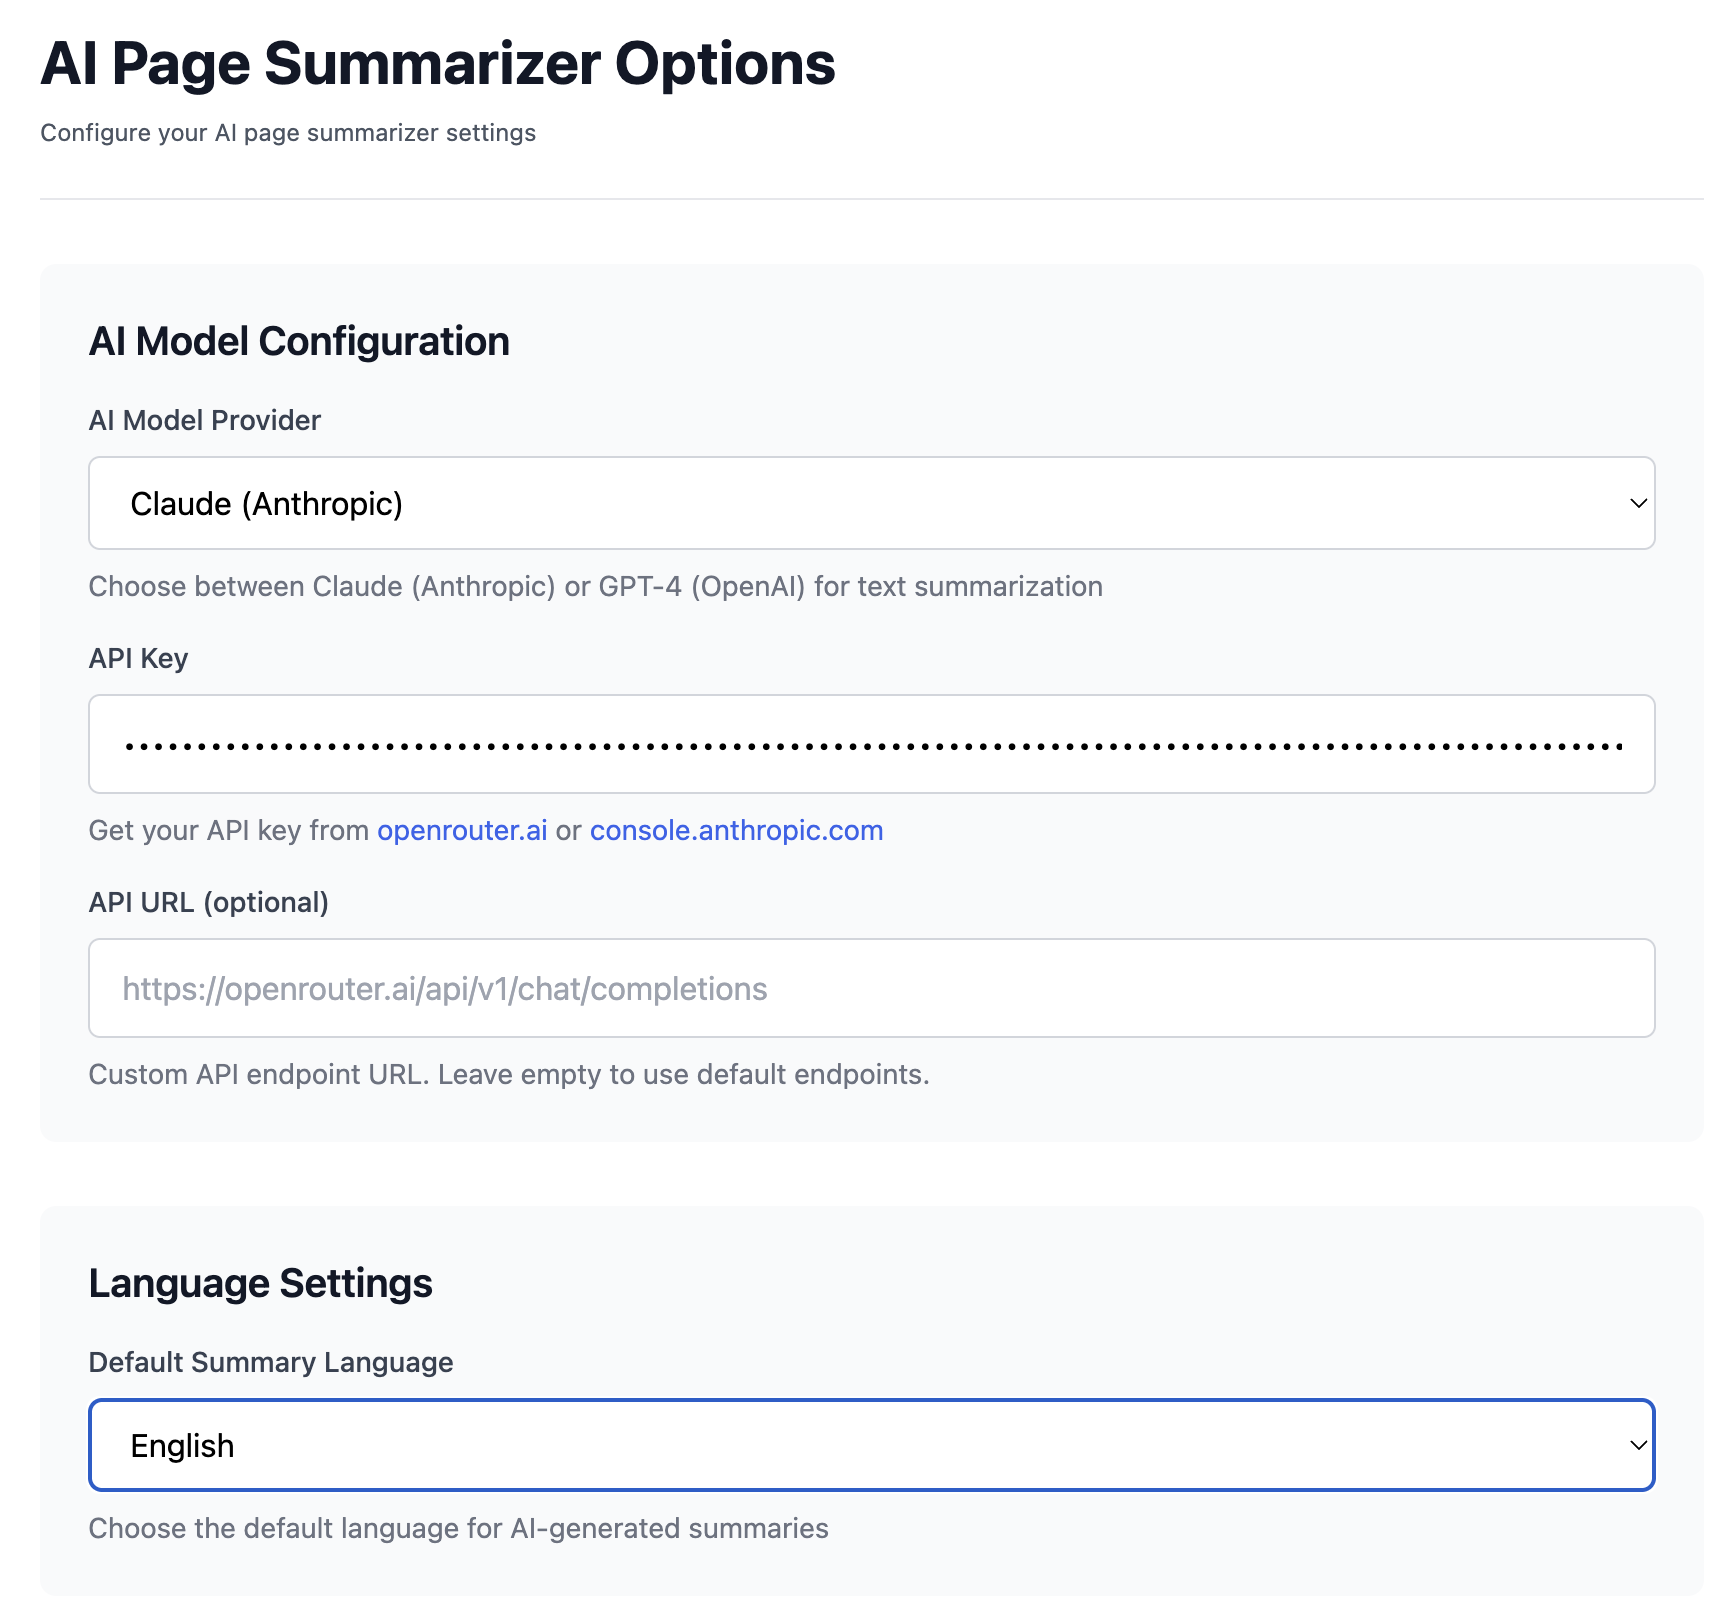 AI Page Summarizer Options
Configure your AI page summarizer settings
AI Model Configuration
AI Model Provider
Claude (Anthropic)
Choose between Claude (Anthropic) or GPT-4 (OpenAI) for text summarization
API Key
Get your API key from openrouter.ai or console.anthropic.com
API URL (optional)
https://openrouter.ai/api/v1/chat/completions
Custom API endpoint URL. Leave empty to use default endpoints.
Language Settings
Default Summary Language
English
Choose the default language for AI-generated summaries